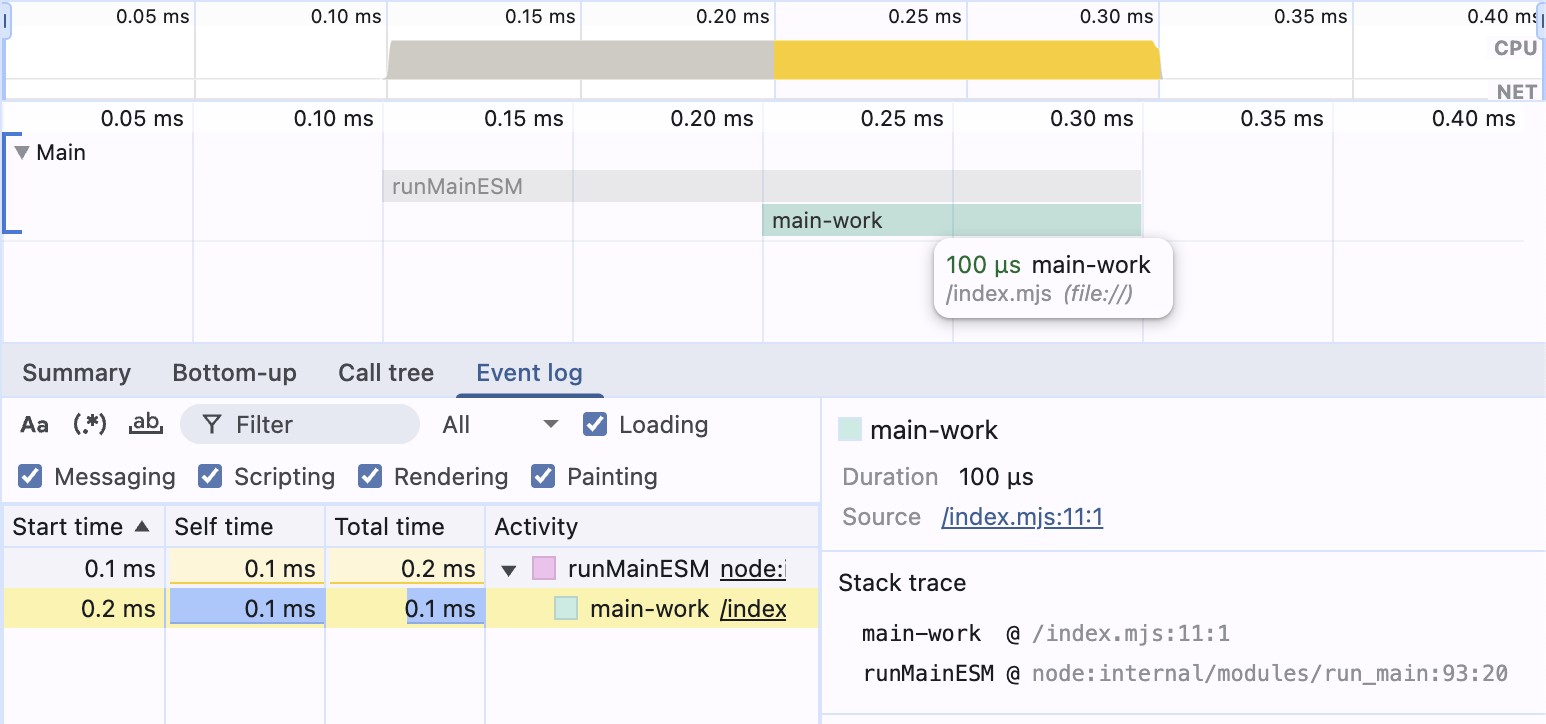 0.05 ms 0.10 ms 0.15 ms 0.20 ms 0.25 ms 0.30 ms 0.35 ms 0.40 ms
CPU
NET
0.05 ms 0.10 ms 0.15 ms 0.20 ms 0.25 ms 0.30 ms 0.35 ms 0.40 ms
▼ Main
runMainESM
main-work
100 μs main-work
/index.mjs (file://)
Summary Bottom-up Call tree Event log
Aa (.*) ab Filter All Loading
Messaging Scripting Rendering Painting
Start time ▲ Self time Total time Activity
0.1 ms 0.1 ms 0.2 ms ▼ runMainESM node:i
0.2 ms 0.1 ms 0.1 ms main-work /index
main-work
Duration 100 μs
Source /index.mjs:11:1
Stack trace
main-work @ /index.mjs:11:1
runMainESM @ node:internal/modules/run_main:93:20